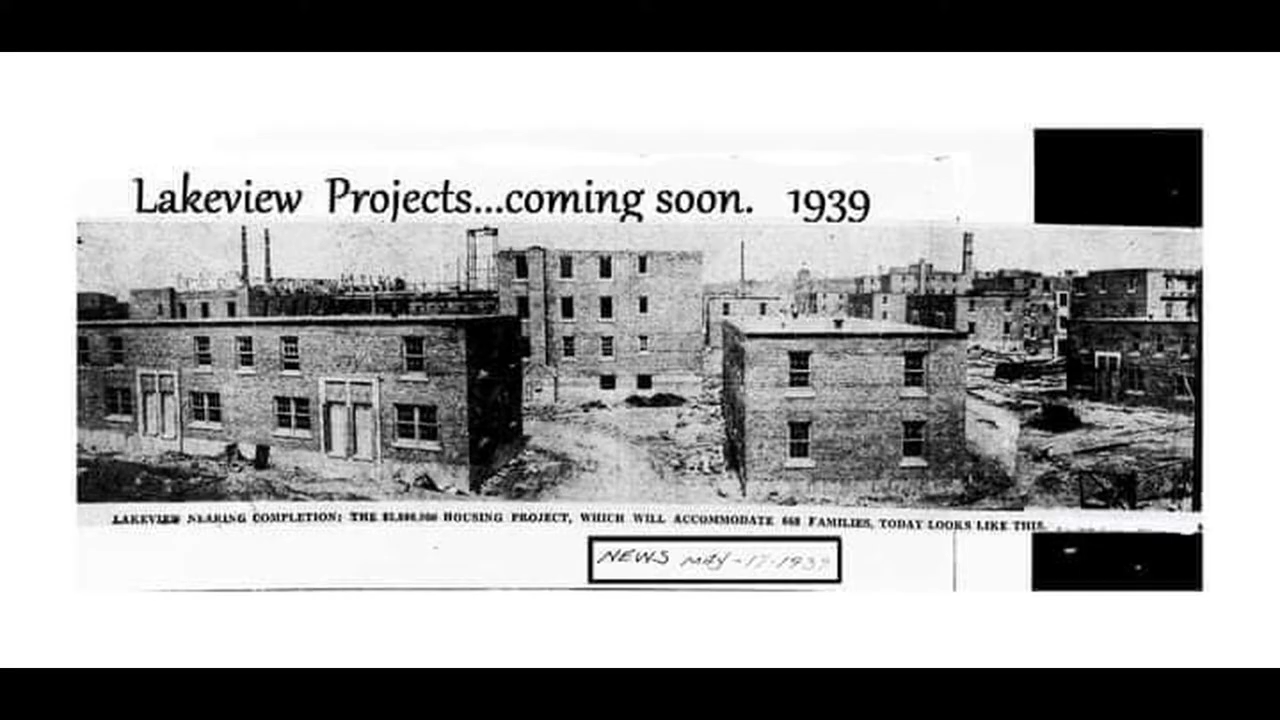 Lakeview Projects...coming soon. 1939
LAKEVIEW NEARING COMPLETION; THE HOUSING PROJECT, WHICH WILL ACCOMMODATE 668 FAMILIES, TODAY LOOKS LIKE THIS.
NEWS MAY-17-1939